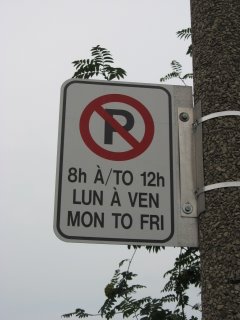 P
8h À/TO 12h
LUN À VEN
MON TO FRI